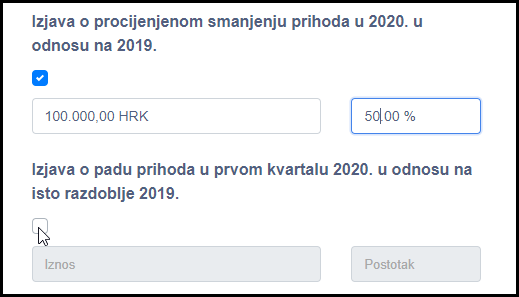 Izjava o procijenjenom smanjenju prihoda u 2020. u
odnosu na 2019.
100.000,00 HRK
50,00 %
Izjava o padu prihoda u prvom kvartalu 2020. u odnosu na
isto razdoblje 2019.
Iznos
Postotak